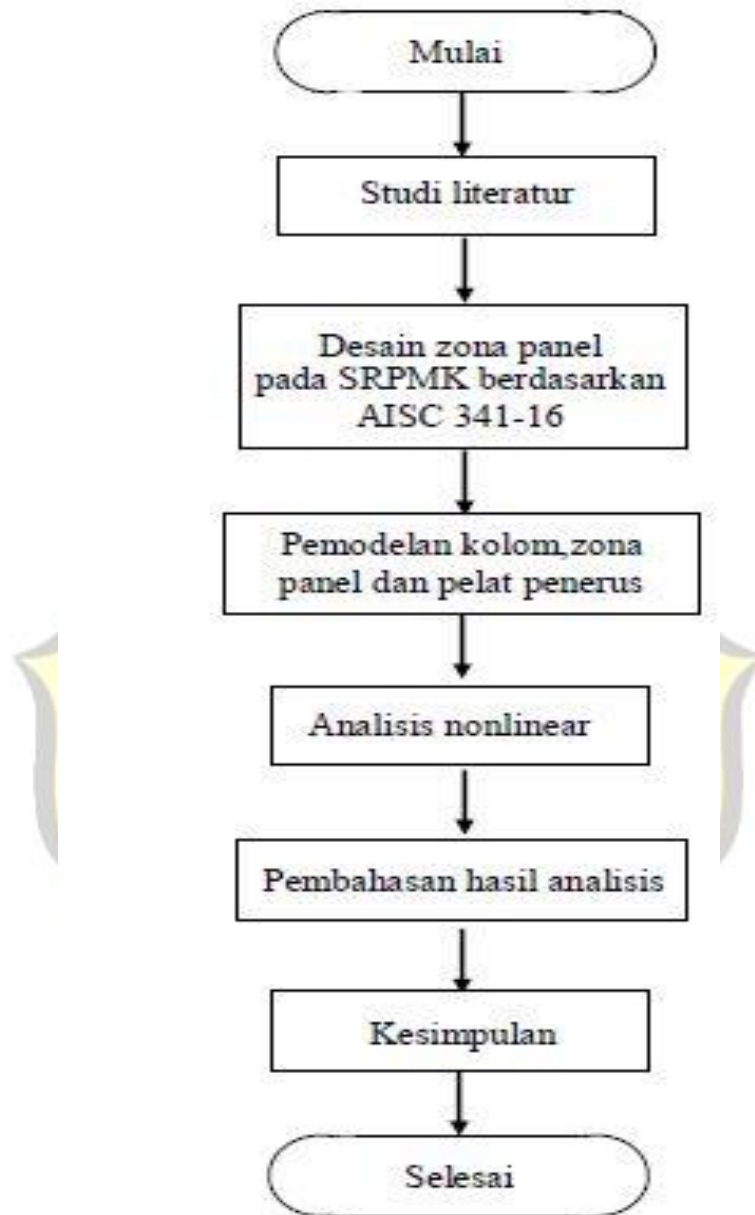 Mulai
Studi literatur
Desain zona panel
pada SRPMK berdasarkan
AISC 341-16
Pemodelan kolom,zona
panel dan pelat penerus
Analisis nonlinear
Pembahasan hasil analisis
Kesimpulan
Selesai